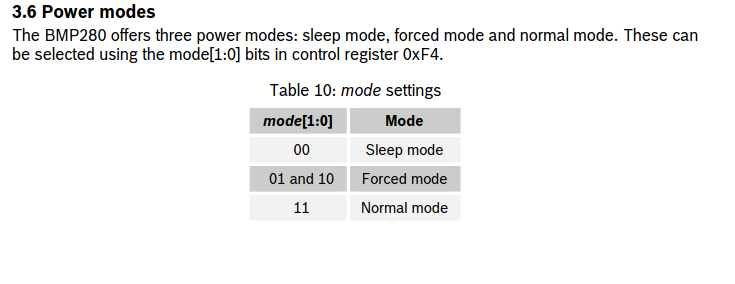 3.6 Power modes
The BMP280 offers three power modes: sleep mode, forced mode and normal mode. These can
be selected using the mode[1:0] bits in control register 0xF4.
Table 10: mode settings
mode[1:0] Mode
00 Sleep mode
01 and 10 Forced mode
11 Normal mode